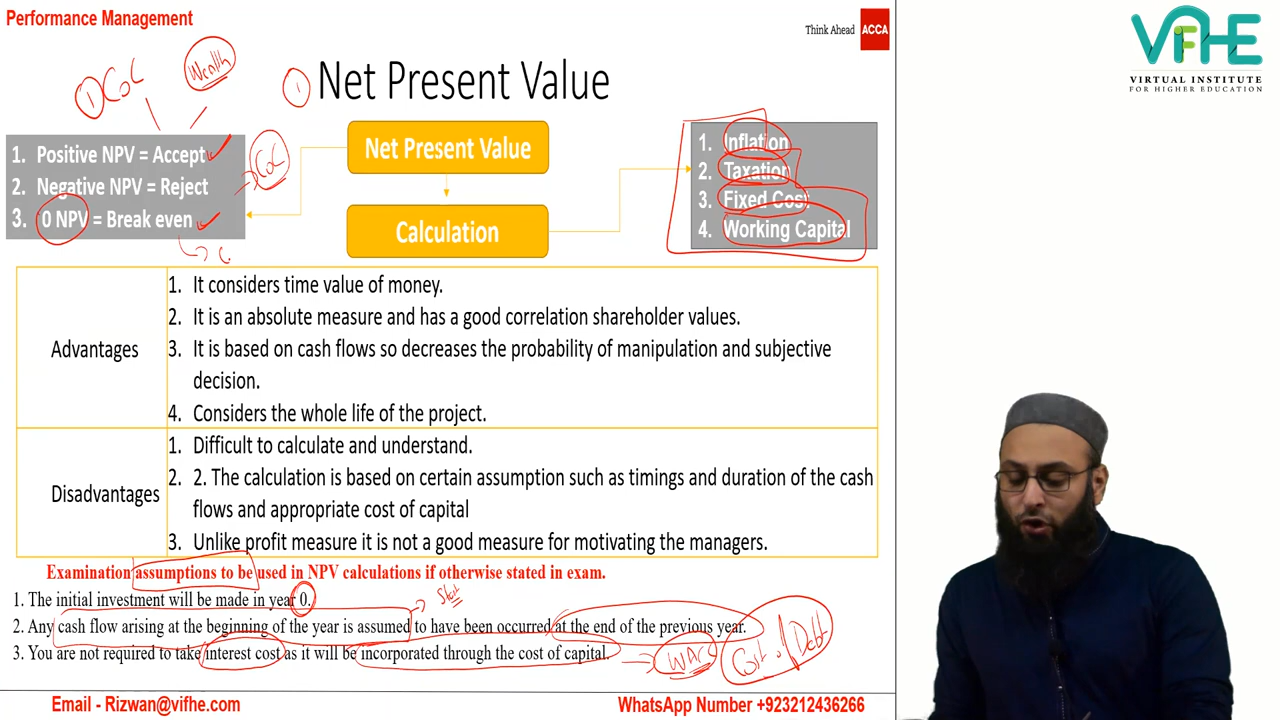 Performance Management
Think Ahead ACCA
VIFHE
VIRTUAL INSTITUTE
FOR HIGHER EDUCATION
1 CoC
Wealth
1 Net Present Value
1. Positive NPV = Accept
2. Negative NPV = Reject
3. 0 NPV = Break even
CoC
Net Present Value
Calculation
1. Inflation
2. Taxation
3. Fixed Cost
4. Working Capital
Advantages
1. It considers time value of money.
2. It is an absolute measure and has a good correlation shareholder values.
3. It is based on cash flows so decreases the probability of manipulation and subjective
decision.
4. Considers the whole life of the project.
Disadvantages
1. Difficult to calculate and understand.
2. 2. The calculation is based on certain assumption such as timings and duration of the cash
flows and appropriate cost of capital
3. Unlike profit measure it is not a good measure for motivating the managers.
Examination assumptions to be used in NPV calculations if otherwise stated in exam.
1. The initial investment will be made in year 0.
Start
2. Any cash flow arising at the beginning of the year is assumed to have been occurred at the end of the previous year.
3. You are not required to take interest cost as it will be incorporated through the cost of capital.
WACC
Cost of Debt
Email - Rizwan@vifhe.com
WhatsApp Number +923212436266